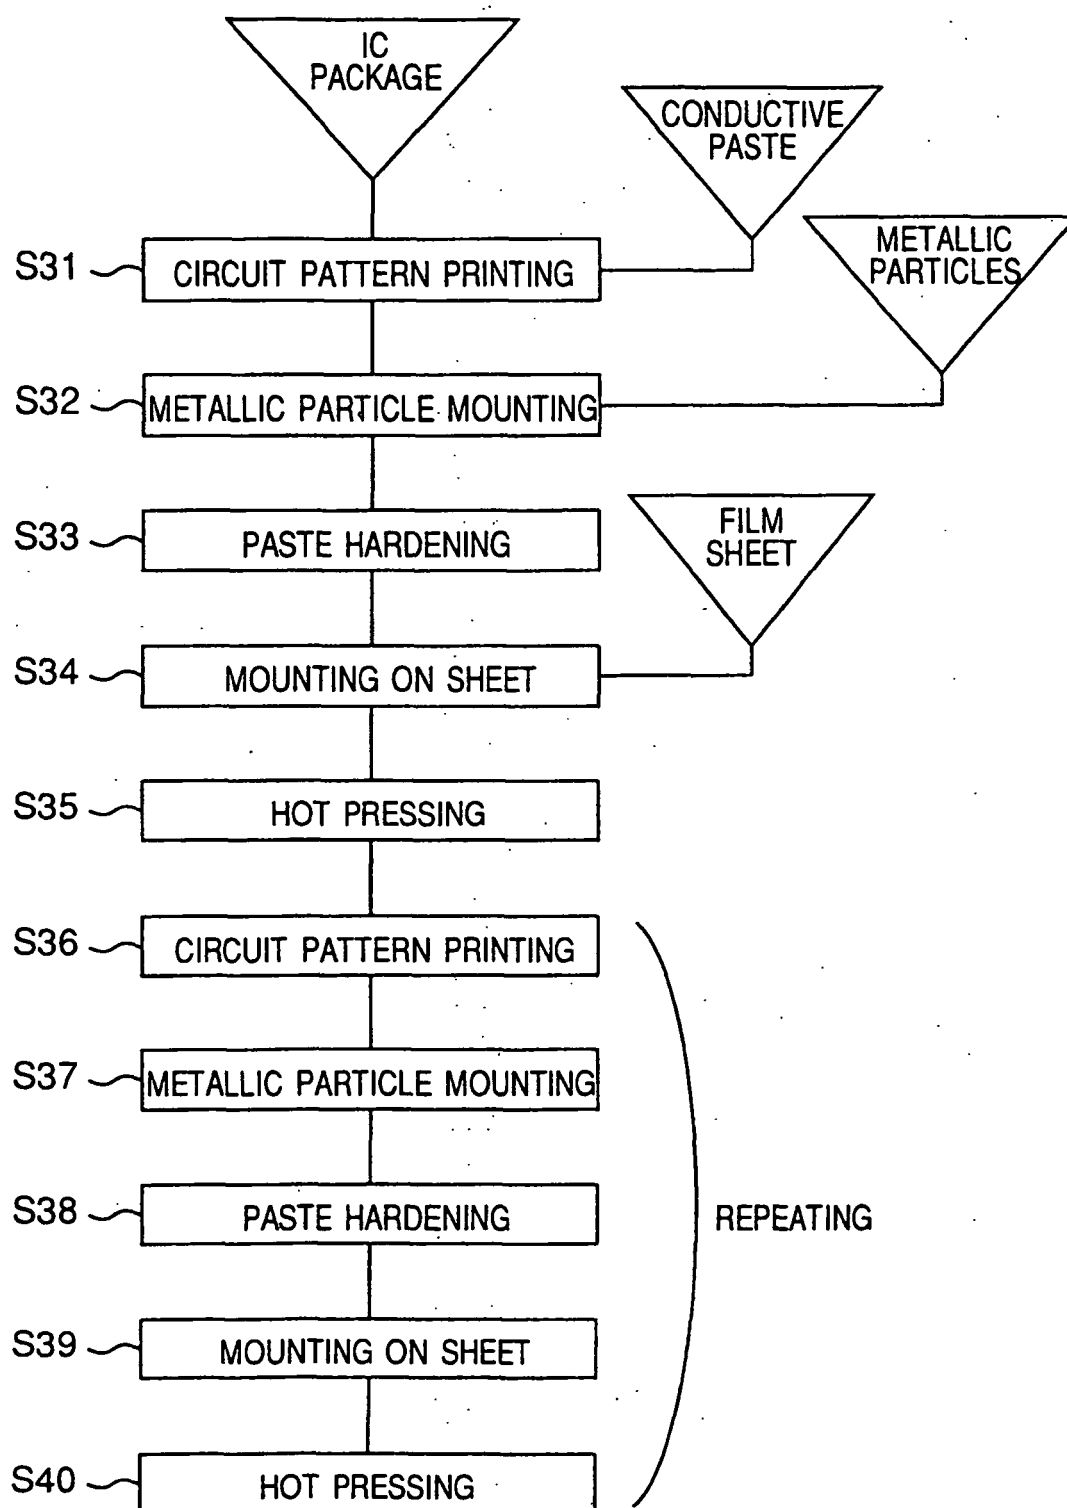 IC
PACKAGE
CONDUCTIVE
PASTE
METALLIC
PARTICLES
S31
CIRCUIT PATTERN PRINTING
S32
METALLIC PARTICLE MOUNTING
S33
PASTE HARDENING
FILM
SHEET
S34
MOUNTING ON SHEET
S35
HOT PRESSING
S36
CIRCUIT PATTERN PRINTING
S37
METALLIC PARTICLE MOUNTING
S38
PASTE HARDENING
REPEATING
S39
MOUNTING ON SHEET
S40
HOT PRESSING